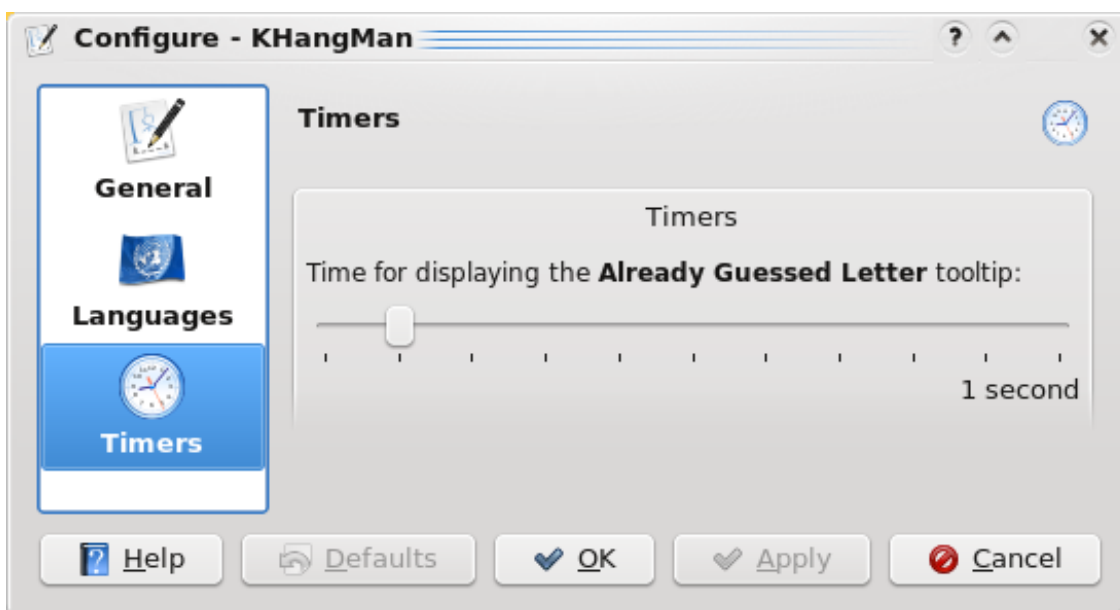 Configure - KHangMan
General
Languages
Timers
Timers
Timers
Time for displaying the Already Guessed Letter tooltip:
1 second
Help
Defaults
OK
Apply
Cancel